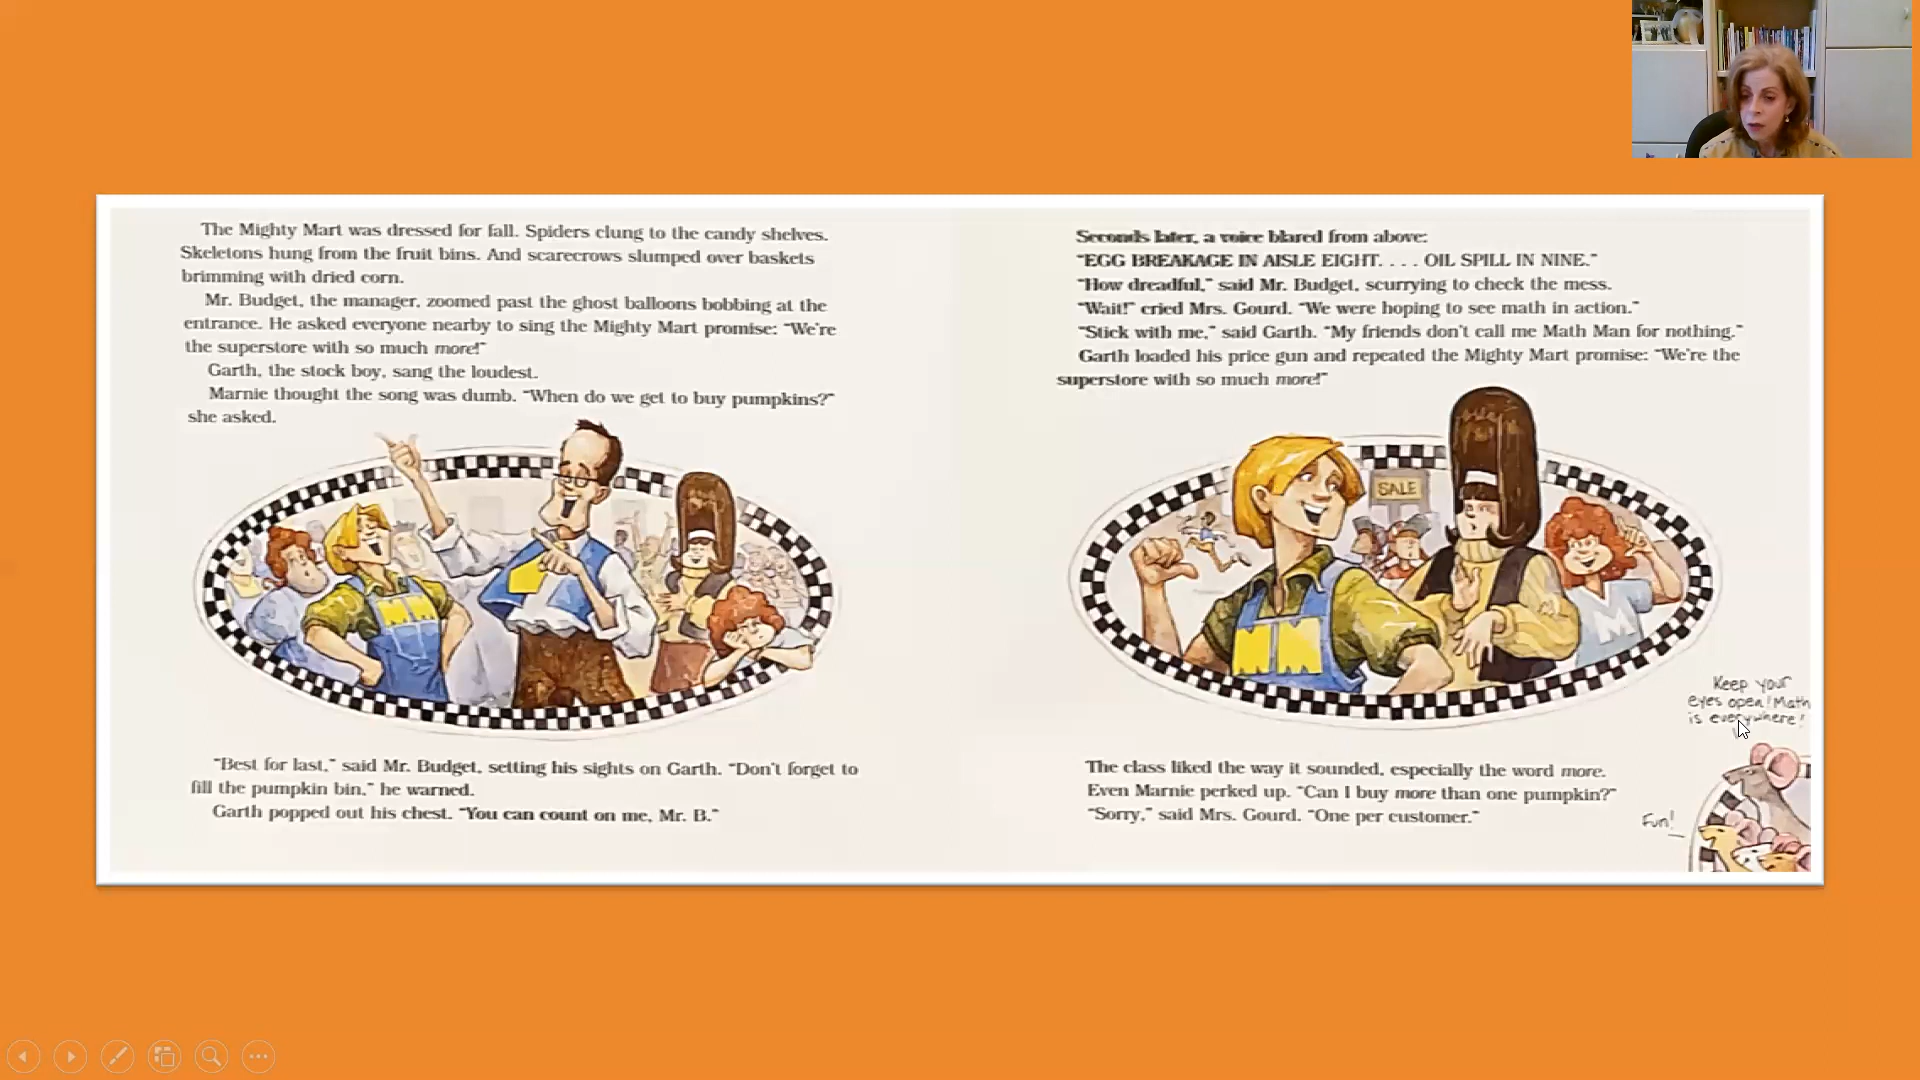 The Mighty Mart was dressed for fall. Spiders clung to the candy shelves.
Skeletons hung from the fruit bins. And scarecrows slumped over baskets
brimming with dried corn.
Mr. Budget, the manager, zoomed past the ghost balloons bobbing at the
entrance. He asked everyone nearby to sing the Mighty Mart promise: “We’re
the superstore with so much more!”
Garth, the stock boy, sang the loudest.
Marnie thought the song was dumb. “When do we get to buy pumpkins?”
she asked.
M M
“Best for last,” said Mr. Budget, setting his sights on Garth. “Don’t forget to
fill the pumpkin bin,” he warned.
Garth popped out his chest. “You can count on me, Mr. B.”
Seconds later, a voice blared from above:
“EGG BREAKAGE IN AISLE EIGHT. . . . OIL SPILL IN NINE.”
“How dreadful,” said Mr. Budget, scurrying to check the mess.
“Wait!” cried Mrs. Gourd. “We were hoping to see math in action.”
“Stick with me,” said Garth. “My friends don’t call me Math Man for nothing.”
Garth loaded his price gun and repeated the Mighty Mart promise: “We’re the
superstore with so much more!”
SALE
M M
M
Keep your
eyes open! Math
is everywhere!
The class liked the way it sounded, especially the word more.
Even Marnie perked up. “Can I buy more than one pumpkin?”
“Sorry,” said Mrs. Gourd. “One per customer.”
Fun!